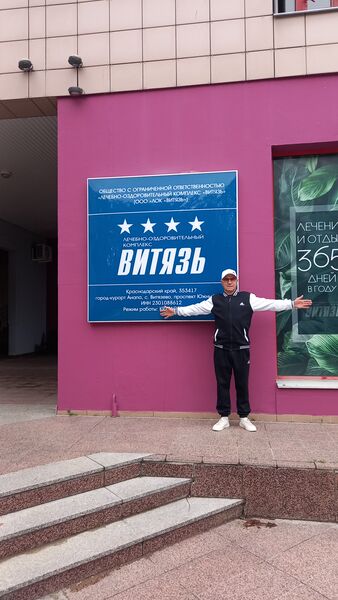 ОБЩЕСТВО С ОГРАНИЧЕННОЙ ОТВЕТСТВЕННОСТЬЮ
«ЛЕЧЕБНО-ОЗДОРОВИТЕЛЬНЫЙ КОМПЛЕКС «ВИТЯЗЬ»
(ООО «ЛОК «ВИТЯЗЬ»)
ЛЕЧЕБНО-ОЗДОРОВИТЕЛЬНЫЙ
КОМПЛЕКС
ВИТЯЗЬ
Краснодарский край, 353417
город-курорт Анапа, с. Витязево, проспект
ИНН 2301088612
Режим работы:
ЛЕЧЕНИ
И ОТДЫ
365
ДНЕЙ
В ГОДУ
ВИТЯЗЬ